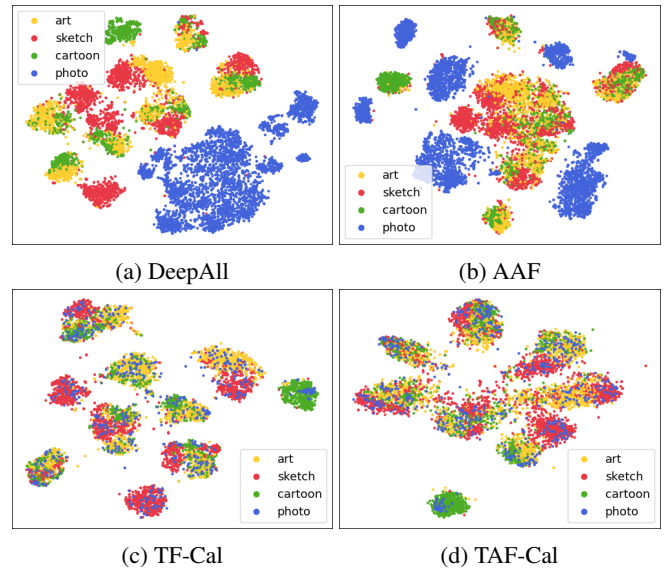 art
sketch
cartoon
photo
(a) DeepAll
art
sketch
cartoon
photo
(b) AAF
art
sketch
cartoon
photo
(c) TF-Cal
art
sketch
cartoon
photo
(d) TAF-Cal